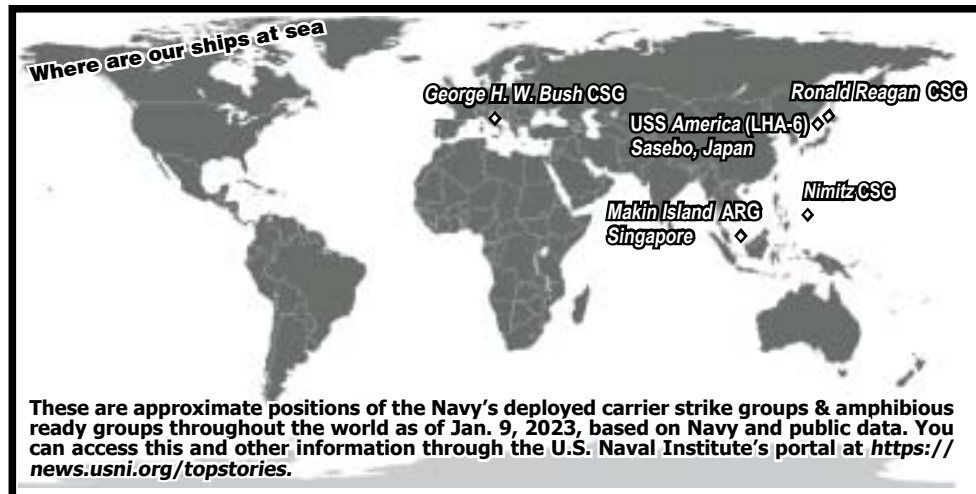 Where are our ships at sea
George H. W. Bush CSG
Ronald Reagan CSG
USS America (LHA-6)
Sasebo, Japan
Nimitz CSG
Makin Island ARG
Singapore
These are approximate positions of the Navy's deployed carrier strike groups & amphibious
ready groups throughout the world as of Jan. 9, 2023, based on Navy and public data. You
can access this and other information through the U.S. Naval Institute's portal at https://
news.usni.org/topstories.